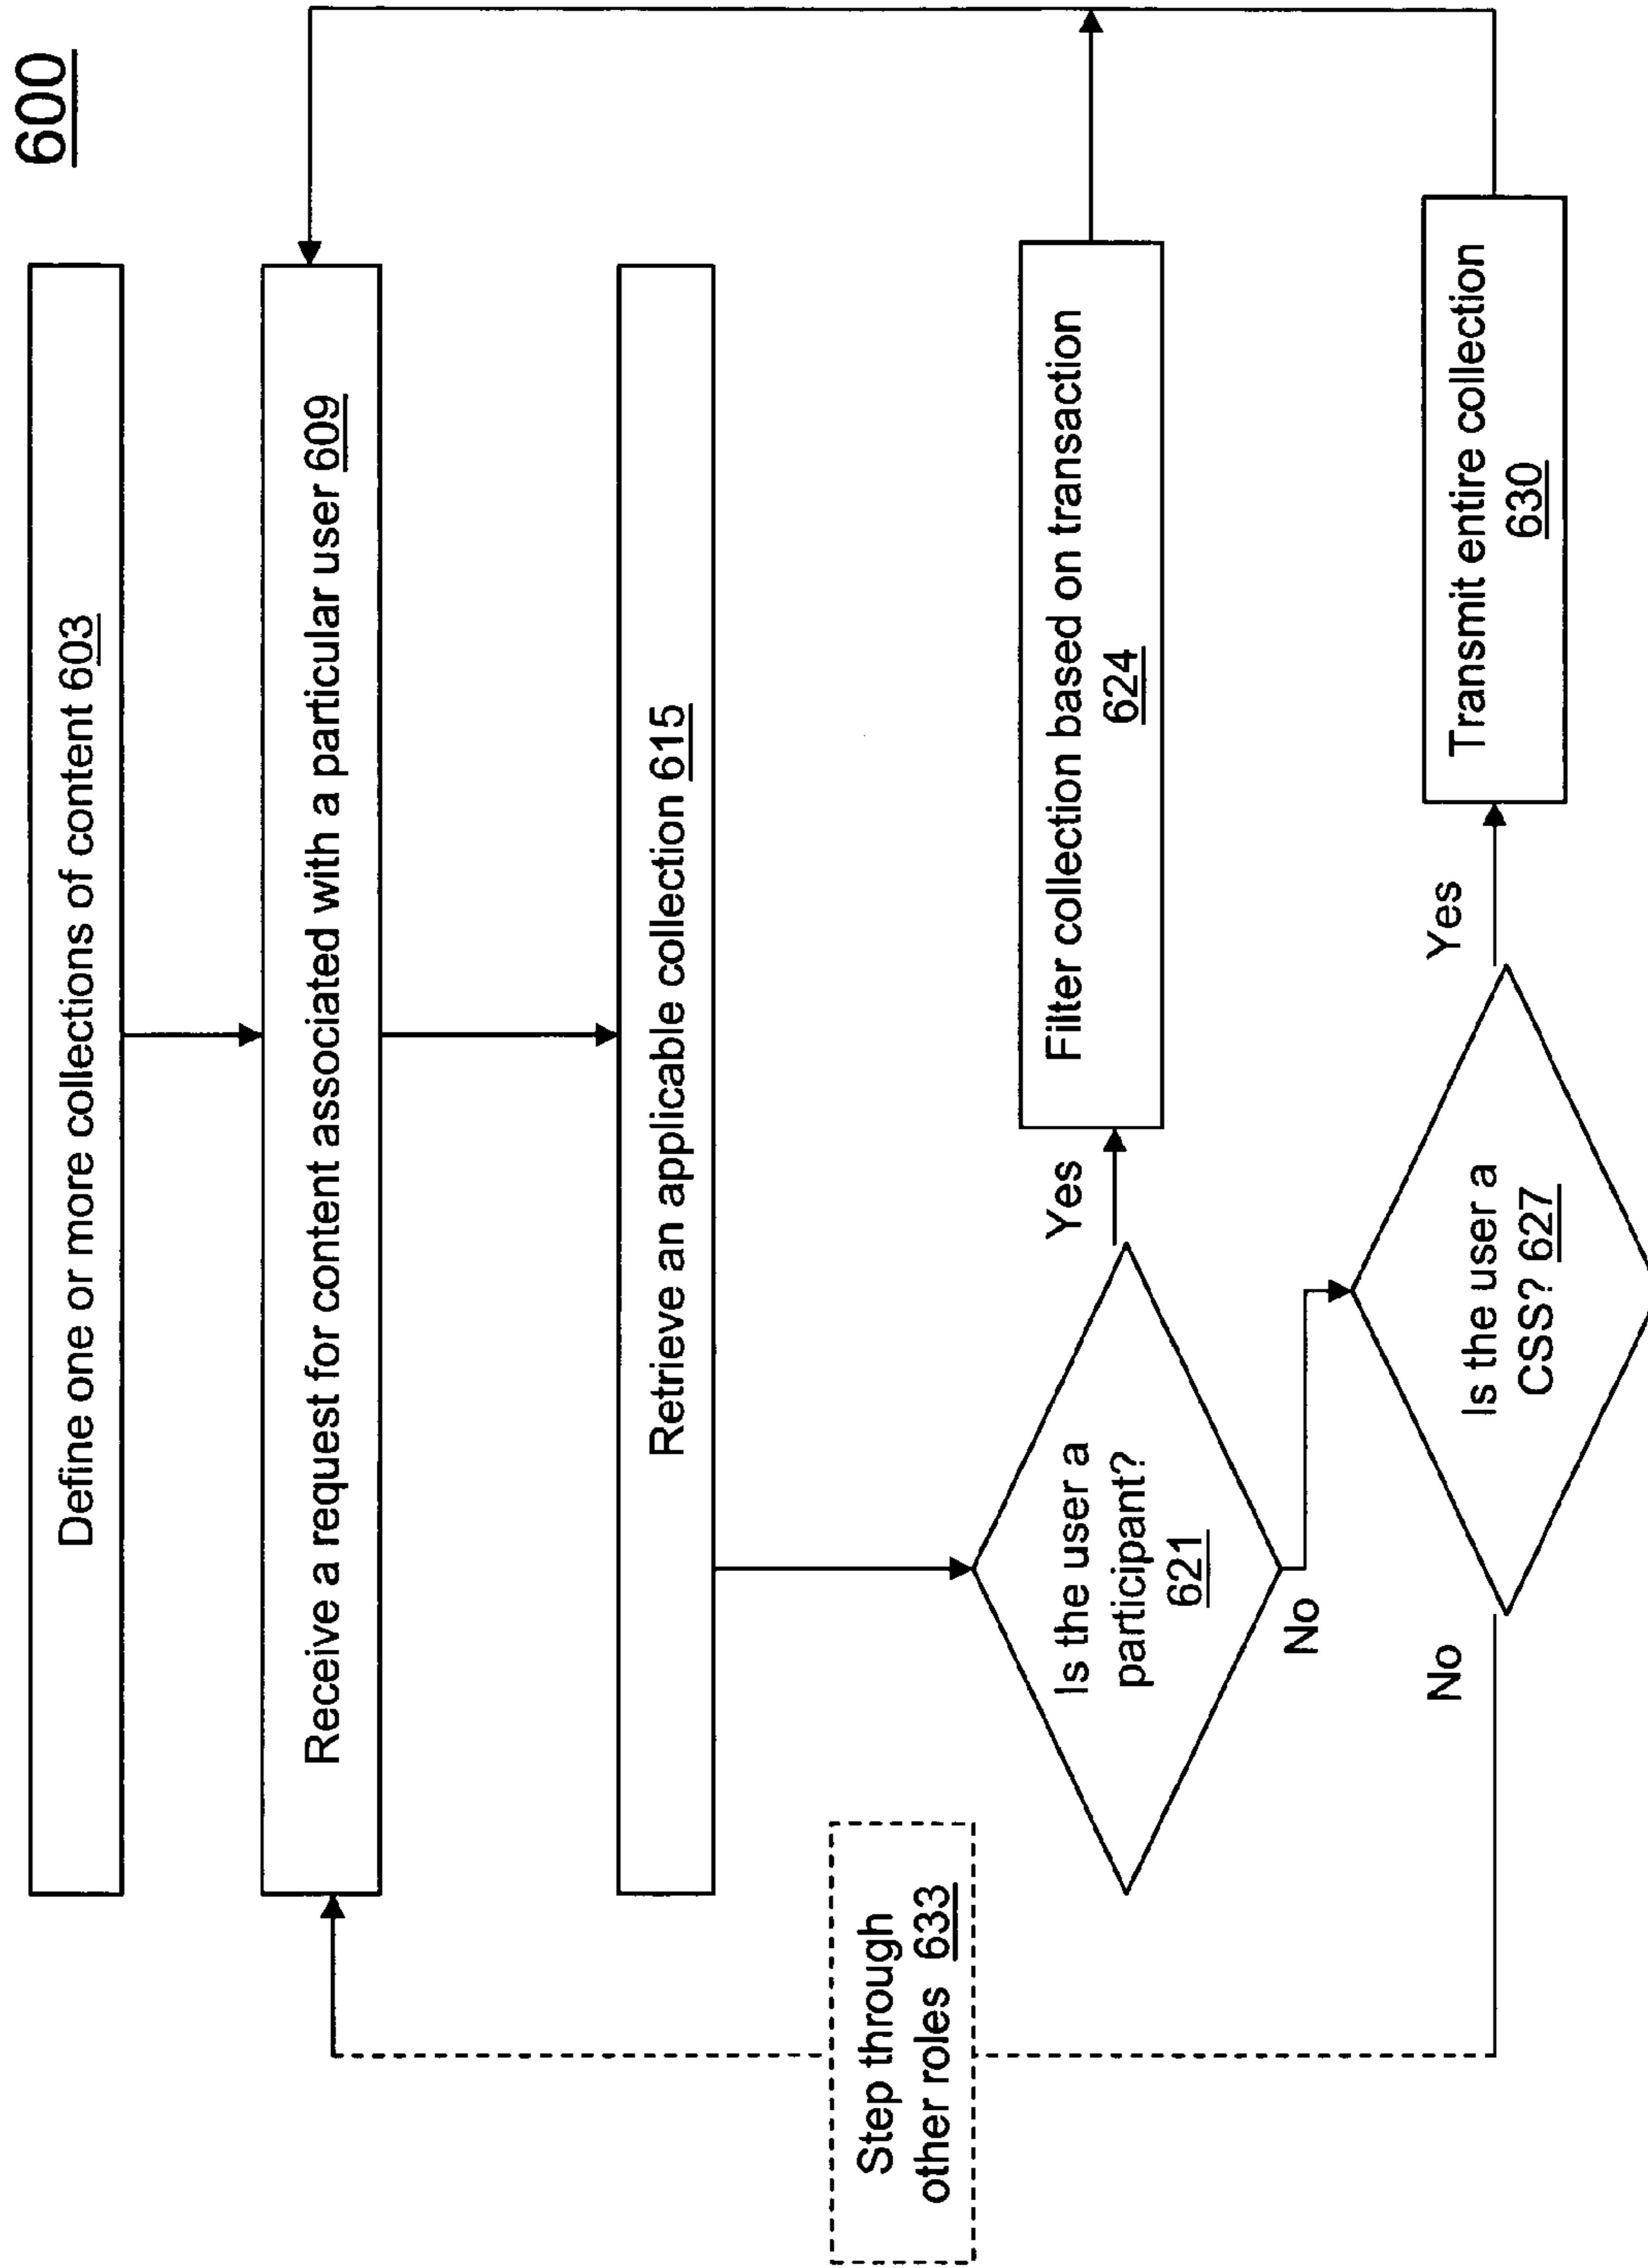 600
Define one or more collections of content 603
Receive a request for content associated with a particular user 609
Retrieve an applicable collection 615
Is the user a
participant?
621
Yes
Filter collection based on transaction
624
No
Is the user a
CSS? 627
Yes
Transmit entire collection
630
No
Step through
other roles 633